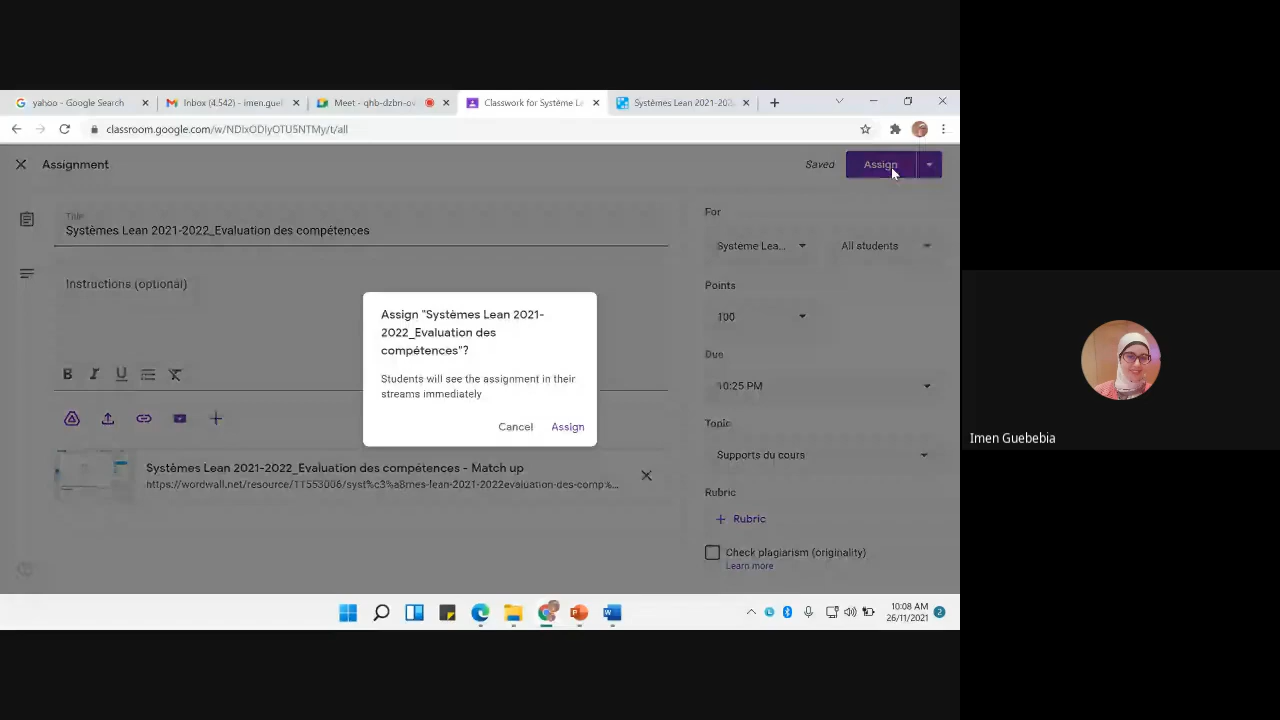 yahoo - Google Search
Inbox (4.542) - imen.gue
Meet - qhb-dzbn-ov
Classwork for Système Le
Systèmes Lean 2021-202
classroom.google.com/w/NDIxODIyOTU5NTMy/t/all
Assignment
Saved
Assign
Title
Systèmes Lean 2021-2022_Evaluation des compétences
Instructions (optional)
For
Systeme Lea...
All students
Points
100
Due
10:25 PM
Topic
Supports du cours
Rubric
+ Rubric
Check plagiarism (originality)
Learn more
Assign "Systèmes Lean 2021-
2022_Evaluation des
compétences"?
Students will see the assignment in their
streams immediately
Cancel
Assign
B I U
Systèmes Lean 2021-2022_Evaluation des compétences - Match up
https://wordwall.net/resource/11553006/syst%c3%a8mes-lean-2021-2022evaluation-des-comp%...
10:08 AM
26/11/2021
2
Imen Guebebia